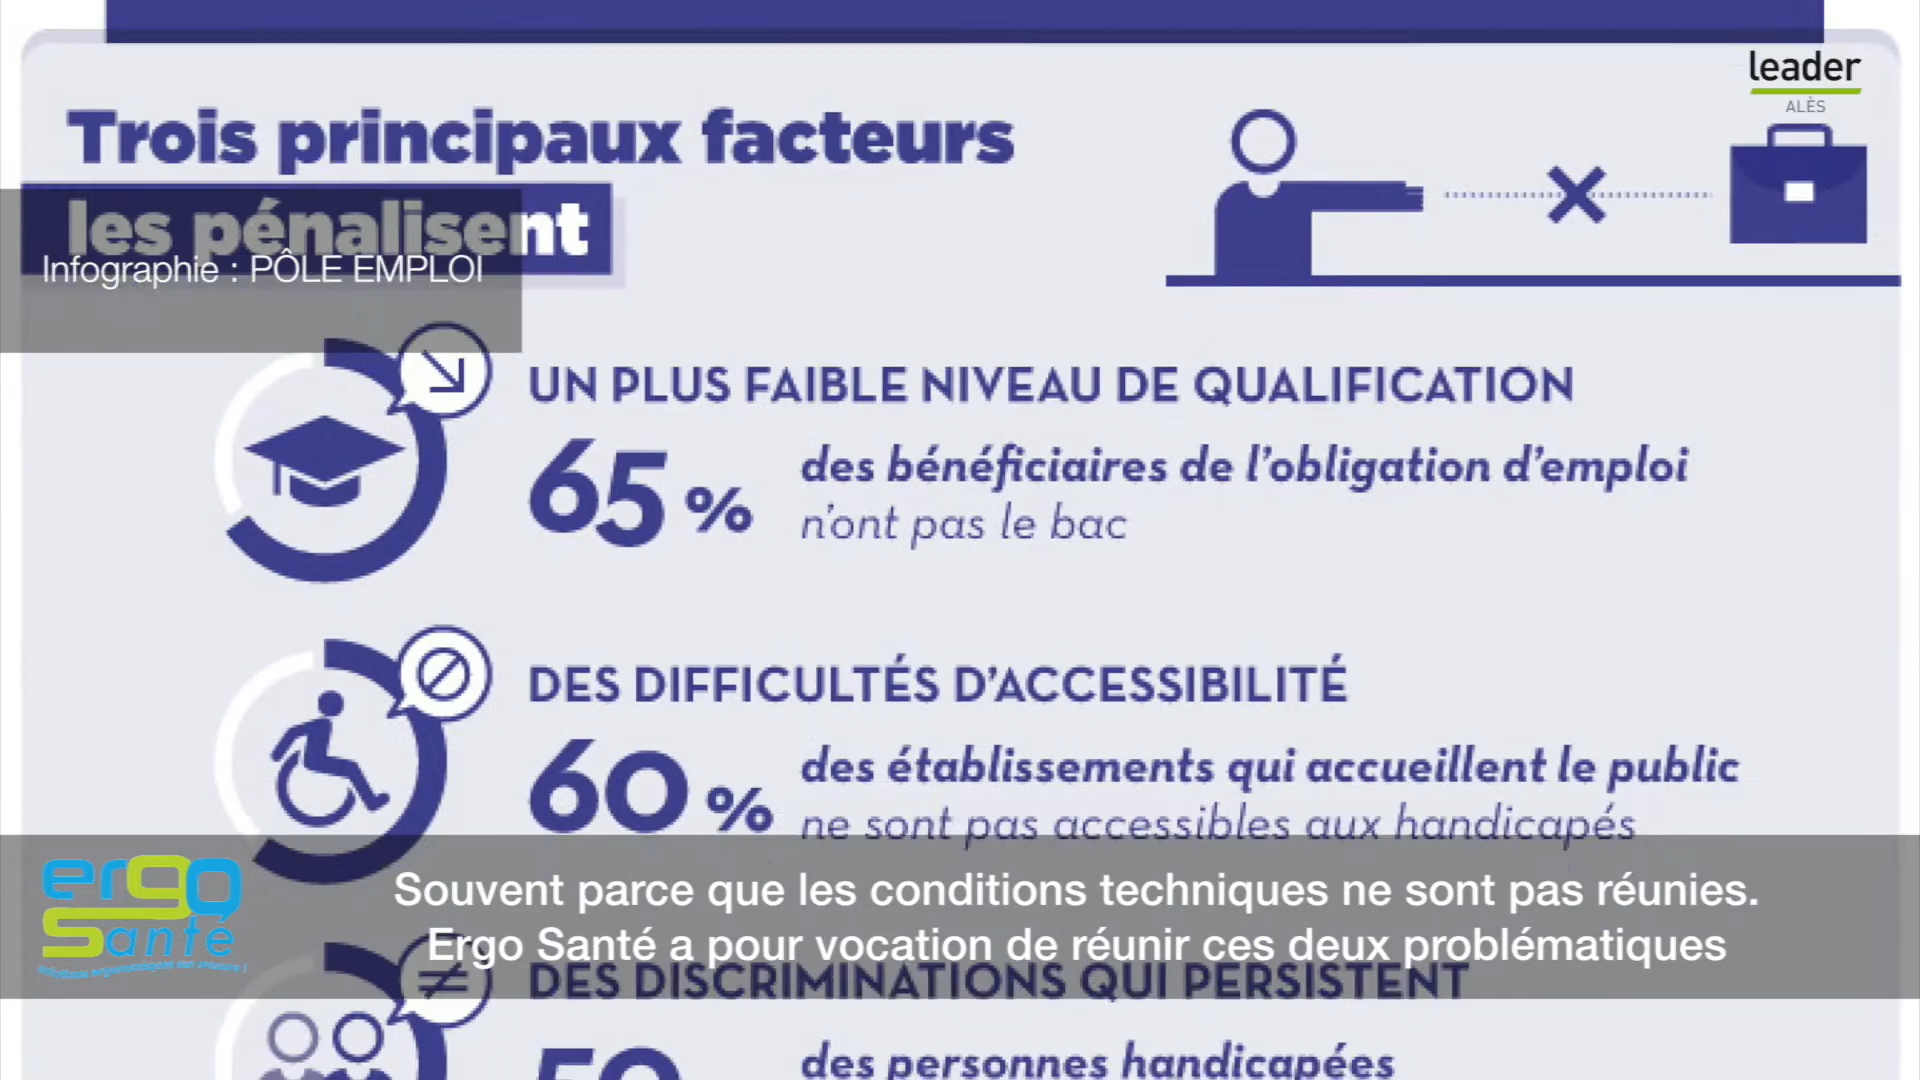 leader
ALÈS
Trois principaux facteurs
les pénalisent
Infographie : PÔLE EMPLOI
UN PLUS FAIBLE NIVEAU DE QUALIFICATION
65 %
des bénéficiaires de l'obligation d'emploi
n'ont pas le bac
DES DIFFICULTÉS D'ACCESSIBILITÉ
60 %
des établissements qui accueillent le public
ne sont pas accessibles aux handicapés
ergo
Santé
Souvent parce que les conditions techniques ne sont pas réunies.
Ergo Santé a pour vocation de réunir ces deux problématiques
DES DISCRIMINATIONS QUI PERSISTENT
des personnes handicapées